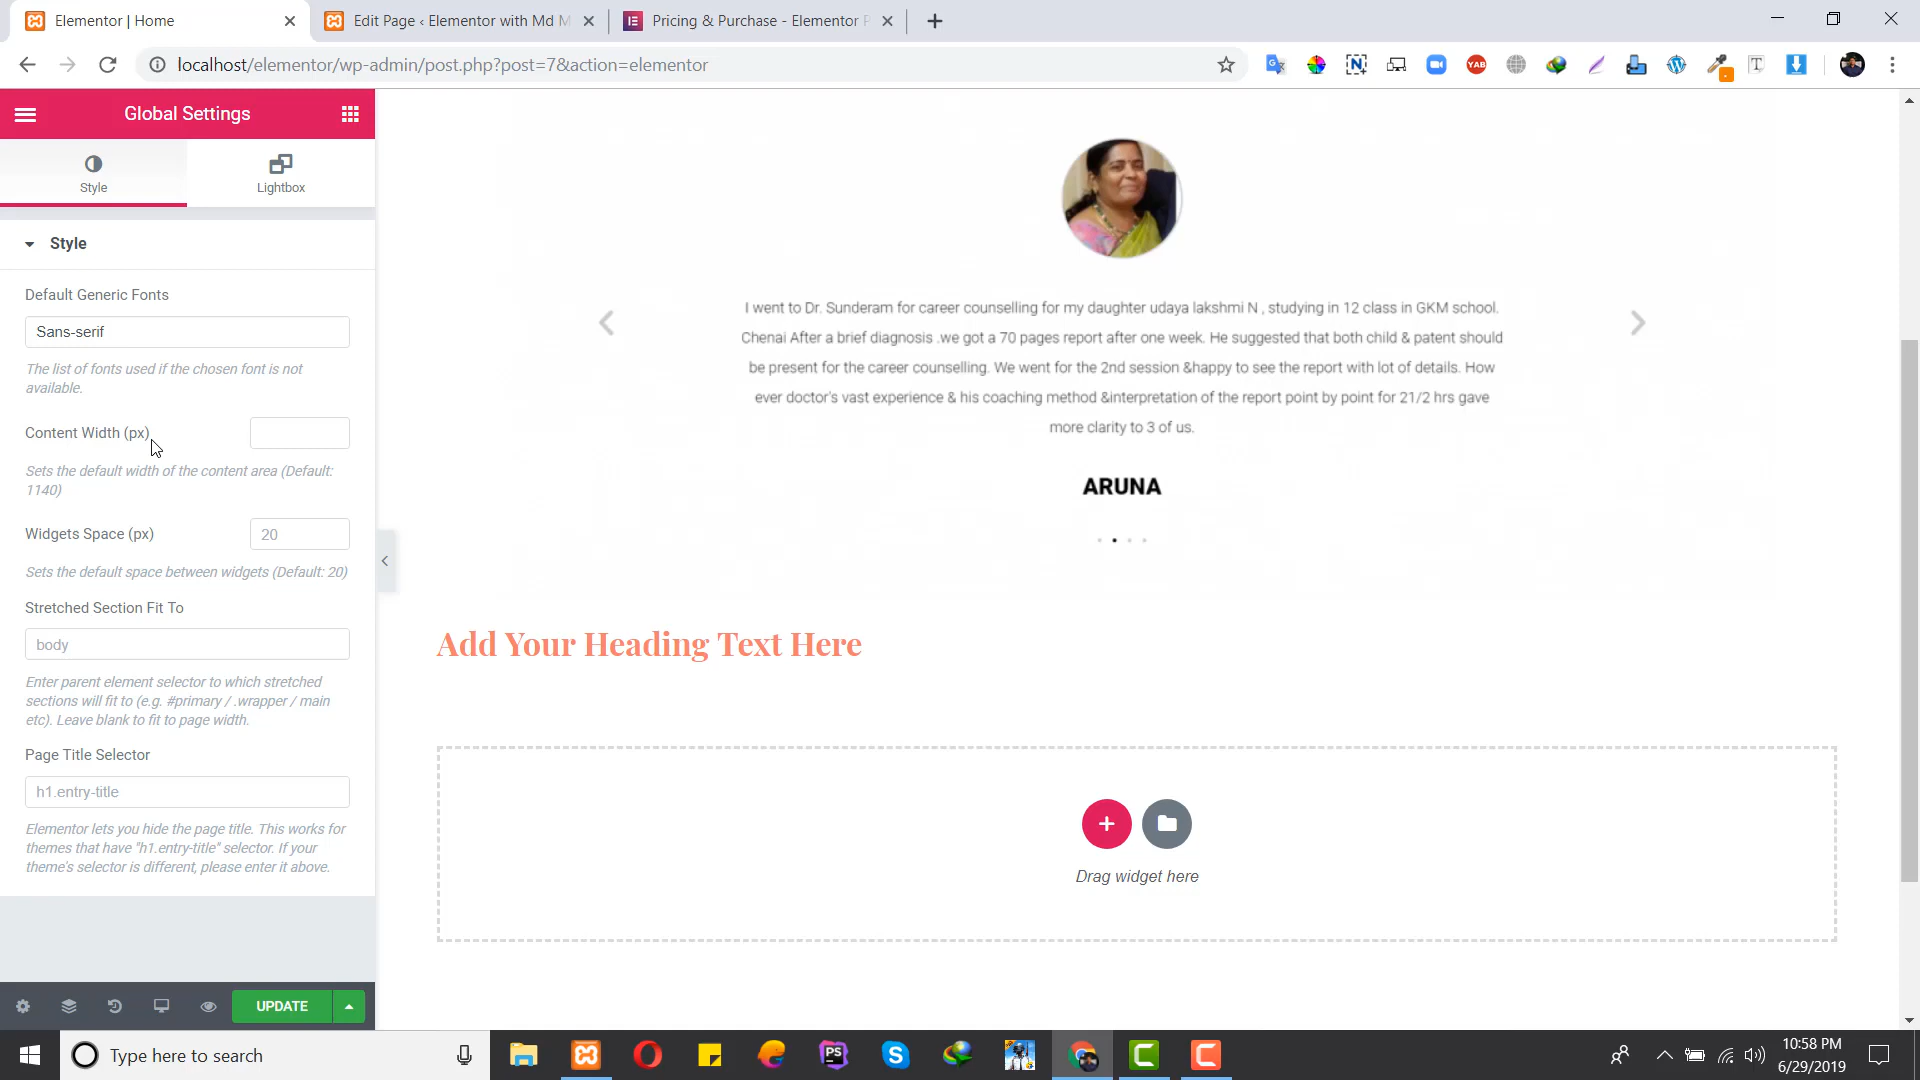 Elementor | Home
Edit Page ‹ Elementor with Md M
Pricing & Purchase - Elementor P
localhost/elementor/wp-admin/post.php?post=7&action=elementor
YAB
Global Settings
Style
Lightbox
Style
Default Generic Fonts
Sans-serif
The list of fonts used if the chosen font is not
available.
Content Width (px)
Sets the default width of the content area (Default:
1140)
Widgets Space (px)
20
Sets the default space between widgets (Default: 20)
Stretched Section Fit To
body
Enter parent element selector to which stretched
sections will fit to (e.g. #primary / .wrapper / main
etc). Leave blank to fit to page width.
Page Title Selector
h1.entry-title
Elementor lets you hide the page title. This works for
themes that have "h1.entry-title" selector. If your
theme's selector is different, please enter it above.
UPDATE
I went to Dr. Sunderam for career counselling for my daughter udaya lakshmi N , studying in 12 class in GKM school.
Chenai After a brief diagnosis .we got a 70 pages report after one week. He suggested that both child & patent should
be present for the career counselling. We went for the 2nd session &happy to see the report with lot of details. How
ever doctor's vast experience & his coaching method &interpretation of the report point by point for 21/2 hrs gave
more clarity to 3 of us.
ARUNA
Add Your Heading Text Here
Drag widget here
Type here to search
10:58 PM
6/29/2019